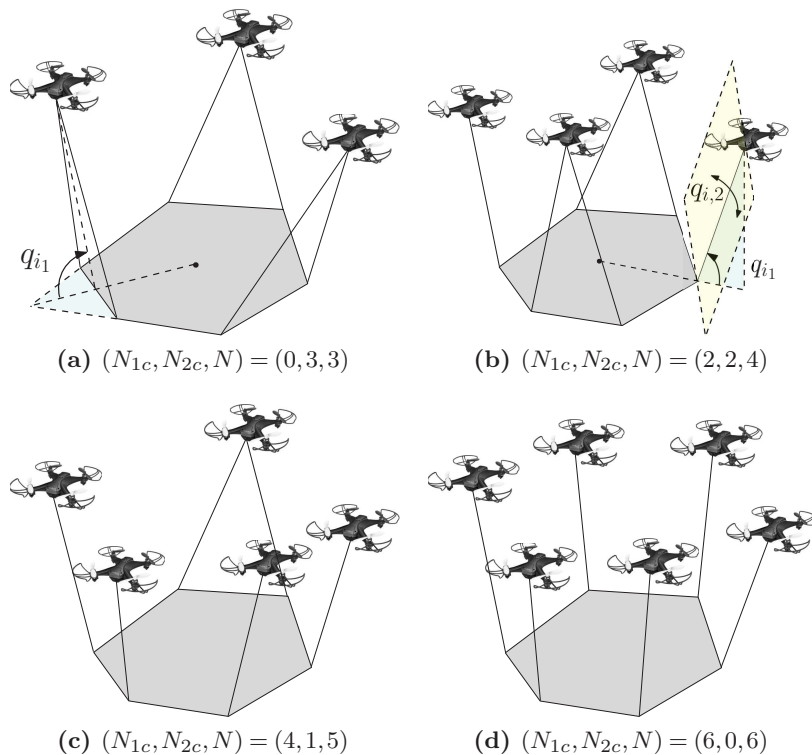 q_{i_1}
q_{i,2}
q_{i_1}
(a) (N_{1c}, N_{2c}, N) = (0, 3, 3)
(b) (N_{1c}, N_{2c}, N) = (2, 2, 4)
(c) (N_{1c}, N_{2c}, N) = (4, 1, 5)
(d) (N_{1c}, N_{2c}, N) = (6, 0, 6)